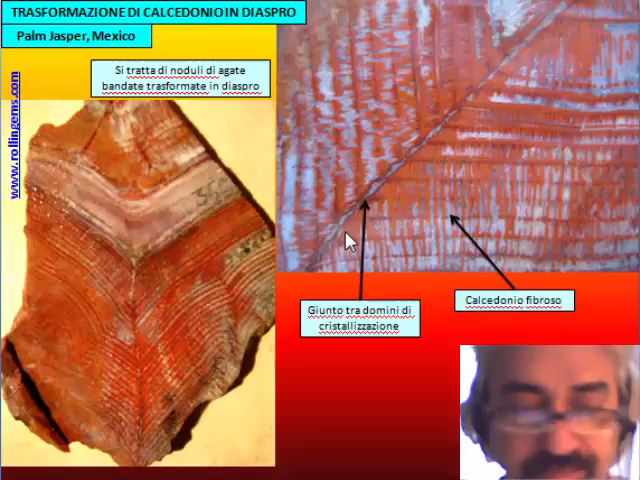 TRASFORMAZIONE DI CALCEDONIO IN DIASPRO
Palm Jasper, Mexico
Si tratta di noduli di agate
bandate trasformate in diaspro
www.rollingems.com
Giunto tra domini di
cristallizzazione
Calcedonio fibroso